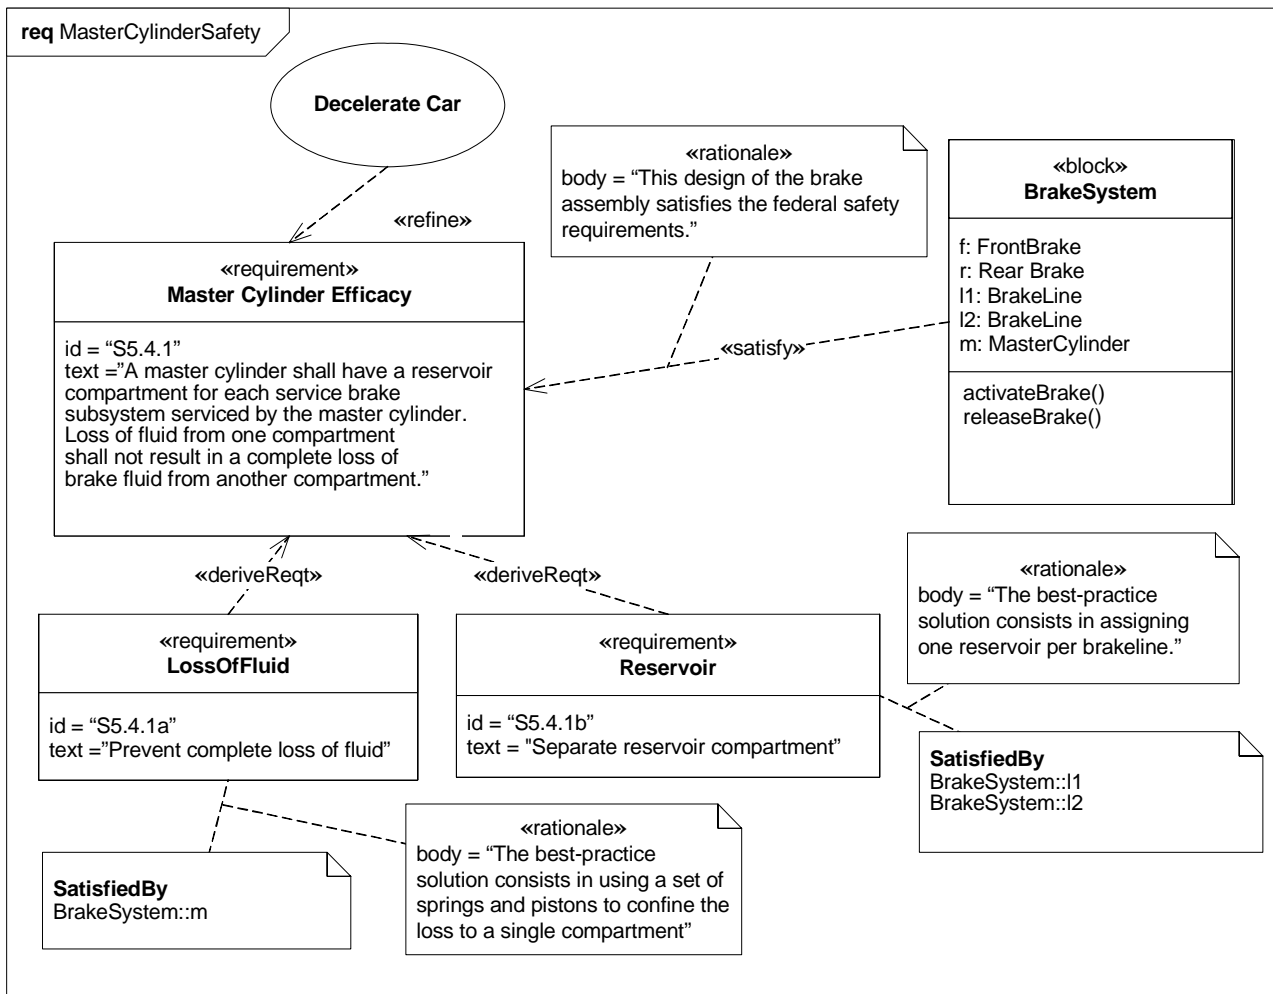 req MasterCylinderSafety
Decelerate Car
«refine»
«rationale»
body = “This design of the brake
assembly satisfies the federal safety
requirements.”
«block»
BrakeSystem
f: FrontBrake
r: Rear Brake
l1: BrakeLine
l2: BrakeLine
m: MasterCylinder
activateBrake()
releaseBrake()
«satisfy»
«requirement»
Master Cylinder Efficacy
id = “S5.4.1”
text =”A master cylinder shall have a reservoir
compartment for each service brake
subsystem serviced by the master cylinder.
Loss of fluid from one compartment
shall not result in a complete loss of
brake fluid from another compartment.”
«deriveReqt»
«deriveReqt»
«requirement»
LossOfFluid
id = “S5.4.1a”
text =”Prevent complete loss of fluid”
«requirement»
Reservoir
id = “S5.4.1b”
text = "Separate reservoir compartment”
«rationale»
body = “The best-practice
solution consists in assigning
one reservoir per brakeline.”
SatisfiedBy
BrakeSystem::l1
BrakeSystem::l2
SatisfiedBy
BrakeSystem::m
«rationale»
body = “The best-practice
solution consists in using a set of
springs and pistons to confine the
loss to a single compartment”